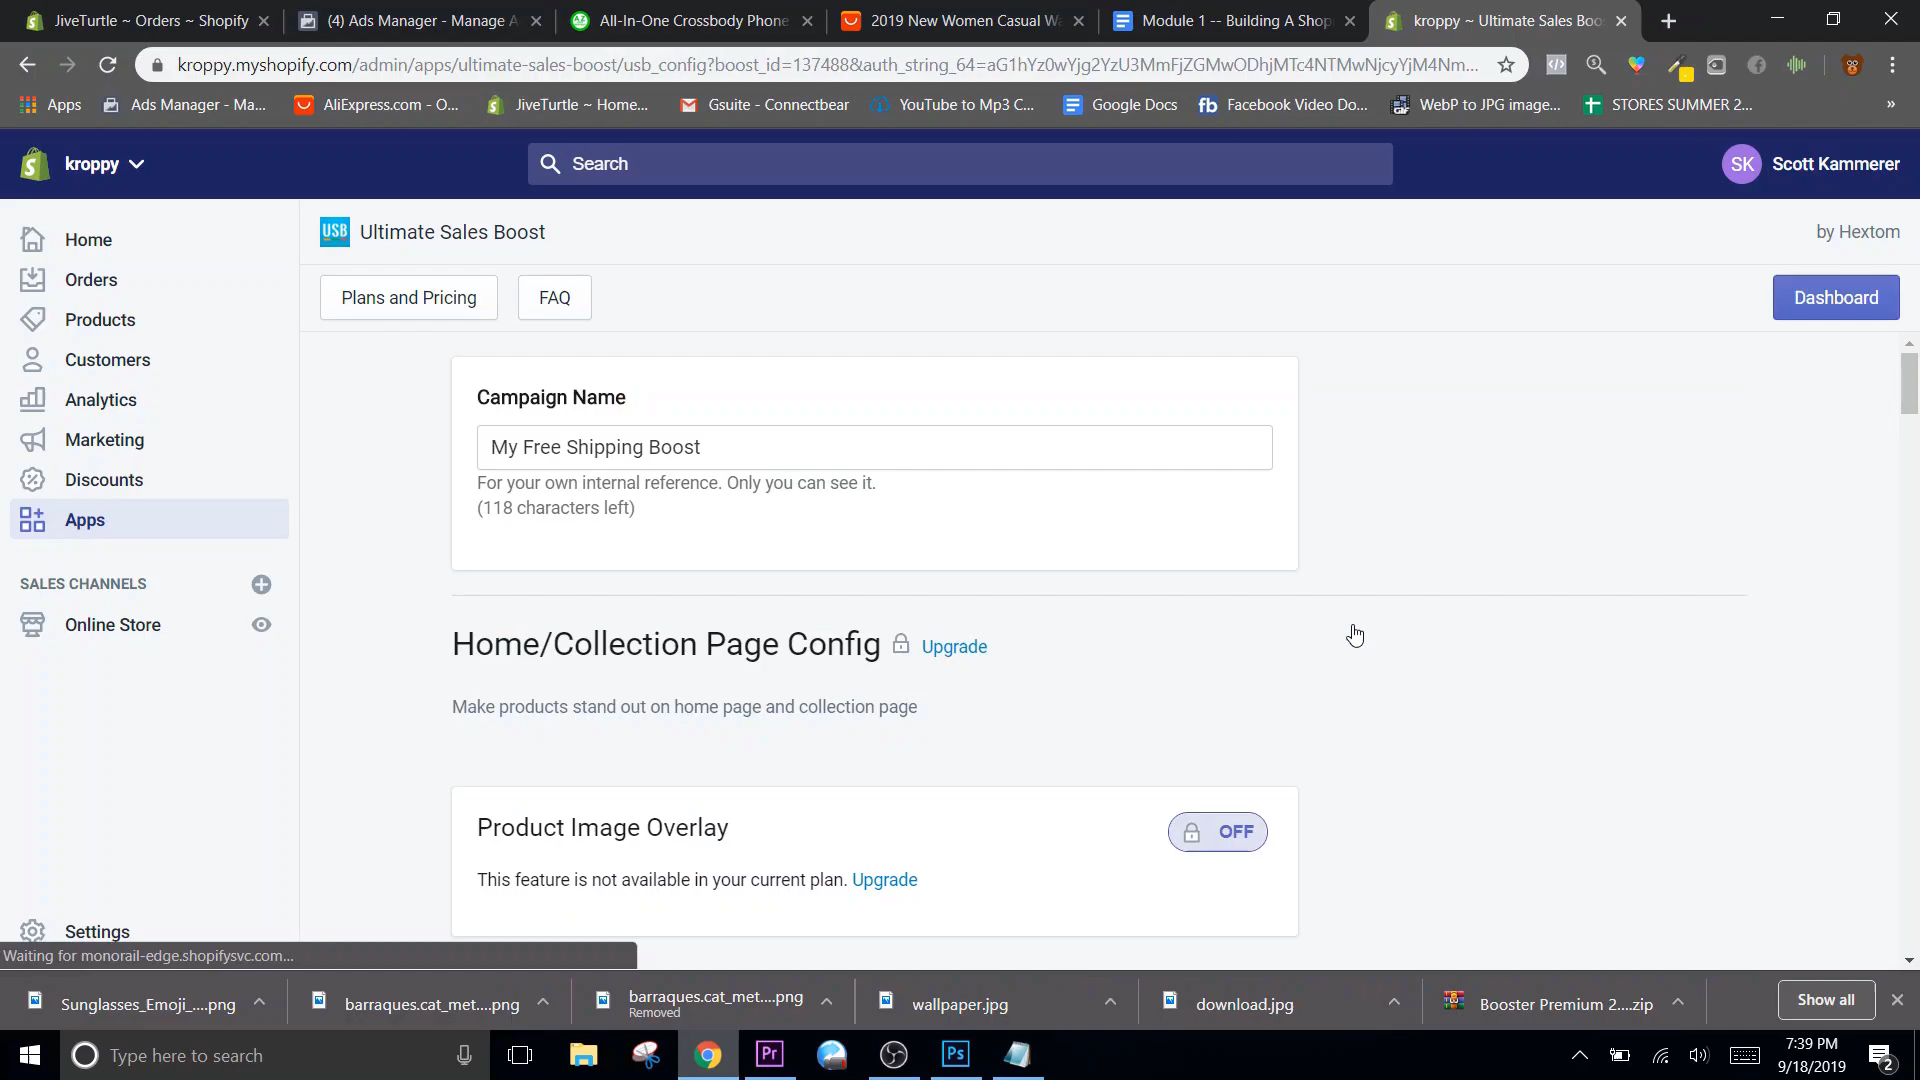 JiveTurtle ~ Orders ~ Shopify
(4) Ads Manager - Manage A
All-In-One Crossbody Phone
2019 New Women Casual Wa
Module 1 -- Building A Shop
kroppy ~ Ultimate Sales Boo
kroppy.myshopify.com/admin/apps/ultimate-sales-boost/usb_config?boost_id=137488&auth_string_64=aG1hYz0wYjg2YzU3MmFjZGMwODhjMTc4NTMwNjcyYjM4Nm...
Apps
Ads Manager - Ma...
AliExpress.com - O...
JiveTurtle ~ Home...
Gsuite - Connectbear
YouTube to Mp3 C...
Google Docs
fb Facebook Video Do...
WebP to JPG image...
STORES SUMMER 2...
»
kroppy
Search
SK Scott Kammerer
Home
Orders
Products
Customers
Analytics
Marketing
Discounts
Apps
SALES CHANNELS
Online Store
Settings
USB Ultimate Sales Boost
by Hextom
Plans and Pricing
FAQ
Dashboard
Campaign Name
My Free Shipping Boost
For your own internal reference. Only you can see it.
(118 characters left)
Home/Collection Page Config Upgrade
Make products stand out on home page and collection page
Product Image Overlay
OFF
This feature is not available in your current plan. Upgrade
Waiting for monorail-edge.shopifysvc.com...
Sunglasses_Emoji_....png
barraques.cat_met....png
barraques.cat_met....png
Removed
wallpaper.jpg
download.jpg
Booster Premium 2....zip
Show all
Type here to search
Pr
Ps
7:39 PM
9/18/2019
2